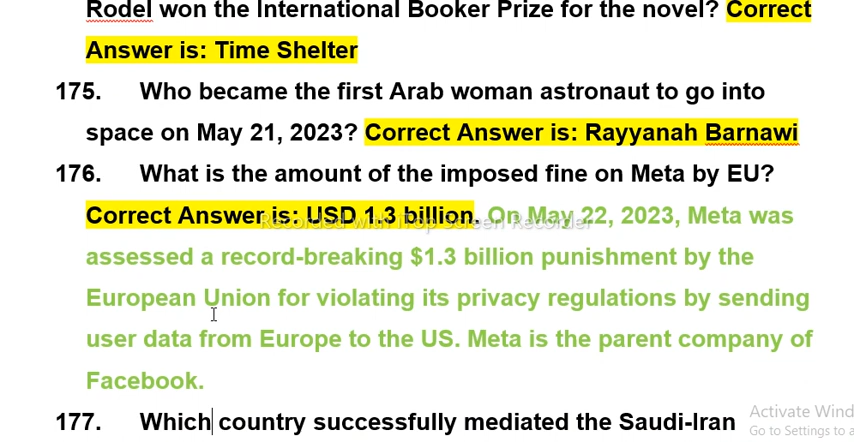 Rodel won the International Booker Prize for the novel? Correct
Answer is: Time Shelter
175. Who became the first Arab woman astronaut to go into
space on May 21, 2023? Correct Answer is: Rayyanah Barnawi
176. What is the amount of the imposed fine on Meta by EU?
Correct Answer is: USD 1.3 billion. On May 22, 2023, Meta was
Recorded with iTop Screen Recorder
assessed a record-breaking $1.3 billion punishment by the
European Union for violating its privacy regulations by sending
user data from Europe to the US. Meta is the parent company of
Facebook.
177. Which country successfully mediated the Saudi-Iran
Activate Wind
Go to Settings to a